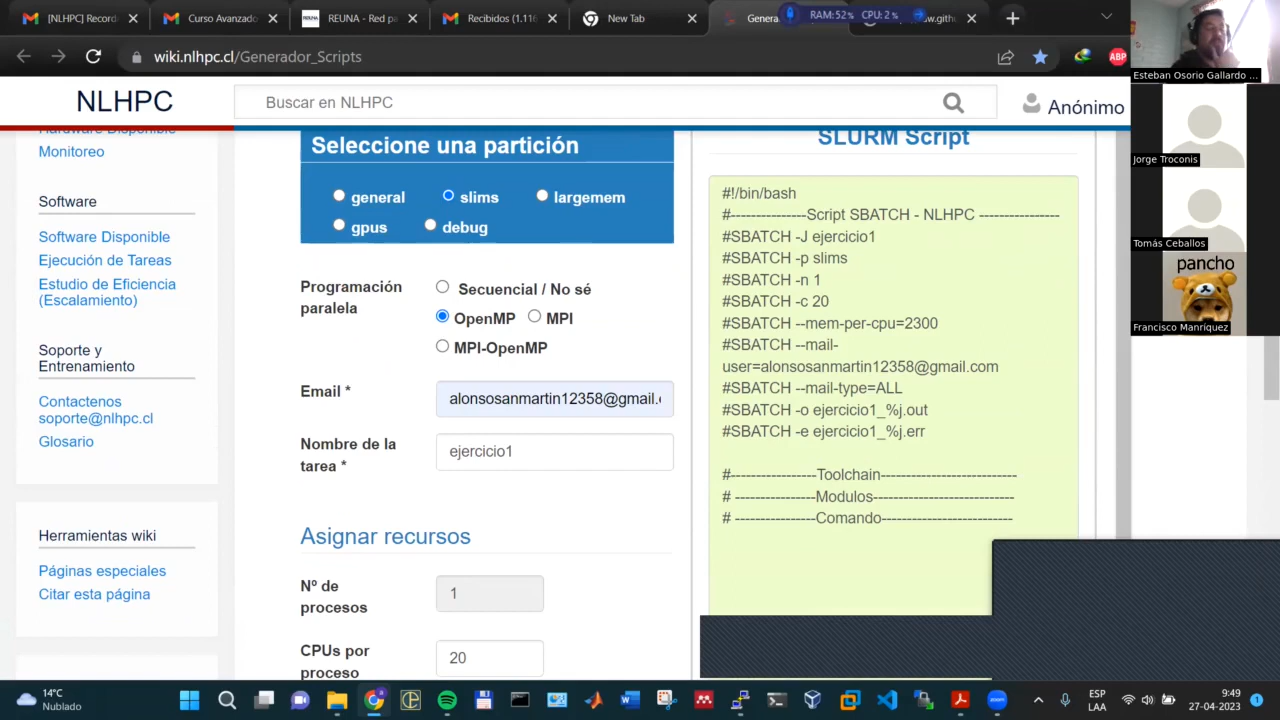 [NLHPC] Record
Curso Avanzado
REUNA - Red pa
Recibidos (1.116
New Tab
Genera
RAM:52% CPU:2%
wiki.nlhpc.cl/Generador_Scripts
ABP
NLHPC
Buscar en NLHPC
Anónimo
Hardware Disponible
Monitoreo
Software
Software Disponible
Ejecución de Tareas
Estudio de Eficiencia
(Escalamiento)
Soporte y
Entrenamiento
Contactenos
soporte@nlhpc.cl
Glosario
Herramientas wiki
Páginas especiales
Citar esta página
Seleccione una partición
general
slims
largemem
gpus
debug
Programación
paralela
Secuencial / No sé
OpenMP
MPI
MPI-OpenMP
Email *
alonsosanmartin12358@gmail.c
Nombre de la
tarea *
ejercicio1
Asignar recursos
Nº de
procesos
1
CPUs por
proceso
20
SLURM Script
#!/bin/bash
#---------------Script SBATCH - NLHPC ----------------
#SBATCH -J ejercicio1
#SBATCH -p slims
#SBATCH -n 1
#SBATCH -c 20
#SBATCH --mem-per-cpu=2300
#SBATCH --mail-
user=alonsosanmartin12358@gmail.com
#SBATCH --mail-type=ALL
#SBATCH -o ejercicio1_%j.out
#SBATCH -e ejercicio1_%j.err
#-----------------Toolchain---------------------------
# ----------------Modulos----------------------------
# ----------------Comando--------------------------
Esteban Osorio Gallardo ...
Jorge Troconis
Tomás Ceballos
pancho
Francisco Manríquez
14°C
Nublado
ESP
LAA
9:49
27-04-2023
1